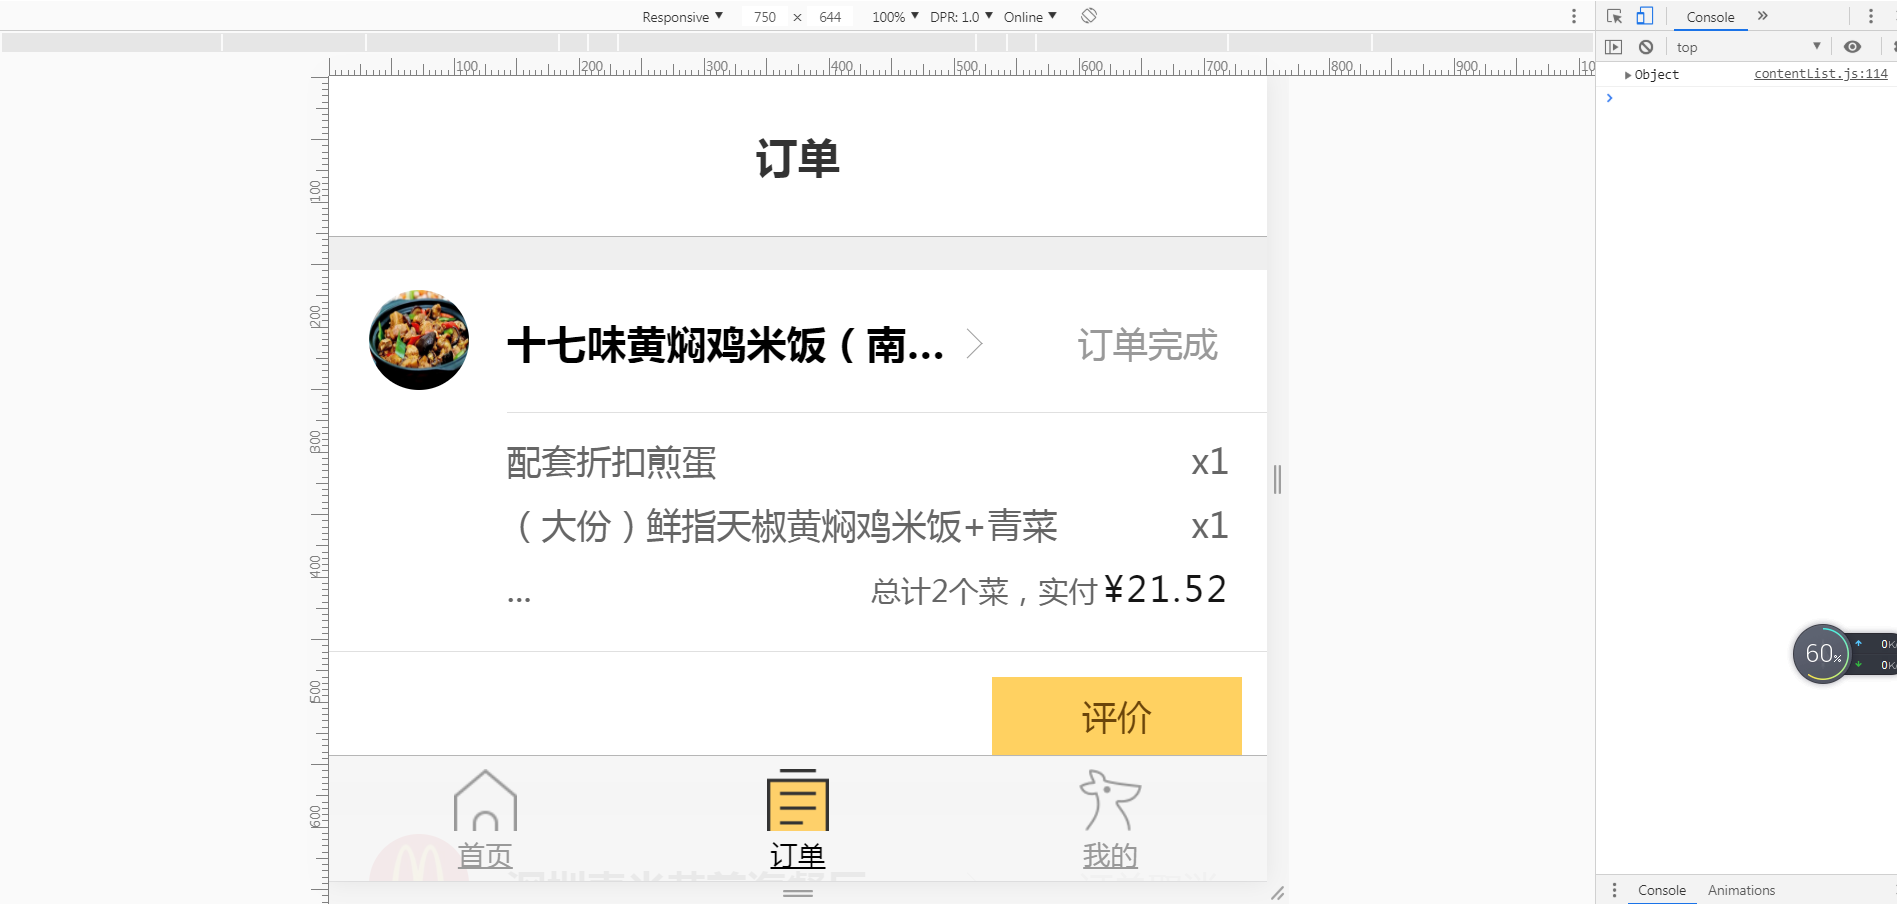 Responsive ▼ 750 × 644 100% ▼ DPR: 1.0 ▼ Online ▼
Console »
top ▼
100 200 300 400 500 600 700 800 900 10
▶Object contentList.js:114
订单
100
200
300
400
500
600
十七味黄焖鸡米饭（南... 订单完成
配套折扣煎蛋 x1
（大份）鲜指天椒黄焖鸡米饭+青菜 x1
... 总计2个菜，实付 ¥21.52
评价
首页 订单 我的
60% 0K
0K
Console Animations